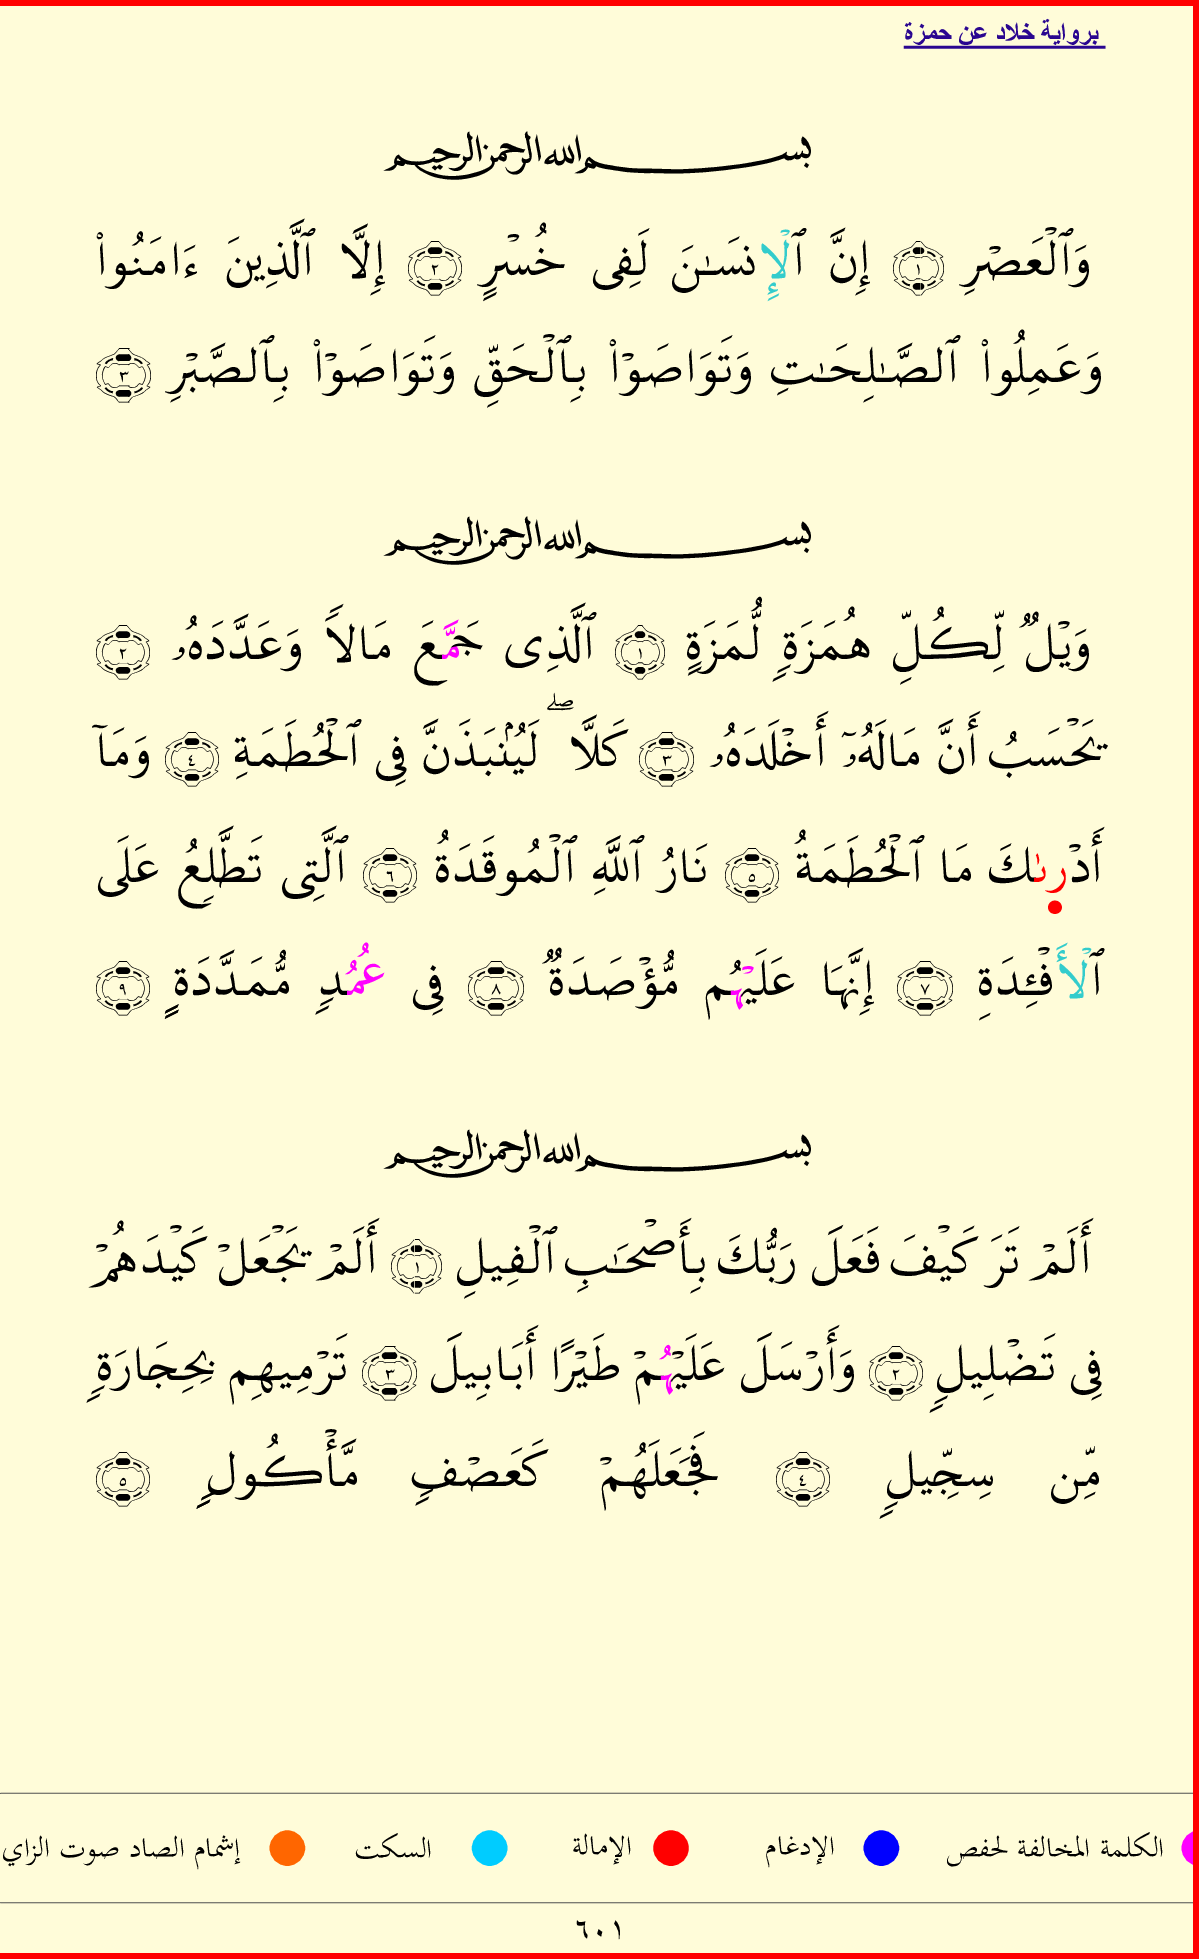 برواية خلاد عن حمزة
بسم الله الرحمن الرحيم
وَٱلْعَصْرِ ١ إِنَّ ٱلْإِنسَـٰنَ لَفِى خُسْرٍ ٢ إِلَّا ٱلَّذِينَ ءَامَنُوا۟
وَعَمِلُوا۟ ٱلصَّـٰلِحَـٰتِ وَتَوَاصَوْا۟ بِٱلْحَقِّ وَتَوَاصَوْا۟ بِٱلصَّبْرِ ٣
بسم الله الرحمن الرحيم
وَيْلٌ لِّكُلِّ هُمَزَةٍ لُّمَزَةٍ ١ ٱلَّذِى جَمَّعَ مَالاً وَعَدَّدَهُۥ ٢
يَحْسَبُ أَنَّ مَالَهُۥٓ أَخْلَدَهُۥ ٣ كَلَّا ۖ لَيُنۢبَذَنَّ فِى ٱلْحُطَمَةِ ٤ وَمَآ
أَدْرِىٰكَ مَا ٱلْحُطَمَةُ ٥ نَارُ ٱللَّهِ ٱلْمُوقَدَةُ ٦ ٱلَّتِى تَطَّلِعُ عَلَى
ٱلْأَفْـِٔدَةِ ٧ إِنَّهَا عَلَيْهُم مُّؤْصَدَةٌ ٨ فِى عُمُدٍ مُّمَدَّدَةٍ ٩
بسم الله الرحمن الرحيم
أَلَمْ تَرَ كَيْفَ فَعَلَ رَبُّكَ بِأَصْحَـٰبِ ٱلْفِيلِ ١ أَلَمْ يَجْعَلْ كَيْدَهُمْ
فِى تَضْلِيلٍ ٢ وَأَرْسَلَ عَلَيْهُمْ طَيْرًا أَبَابِيلَ ٣ تَرْمِيهِم بِحِجَارَةٍ
مِّن سِجِّيلٍ ٤ فَجَعَلَهُمْ كَعَصْفٍ مَّأْكُولٍ ٥
الكلمة المخالفة لحفص الإدغام الإمالة السكت إشمام الصاد صوت الزاي
٦٠١